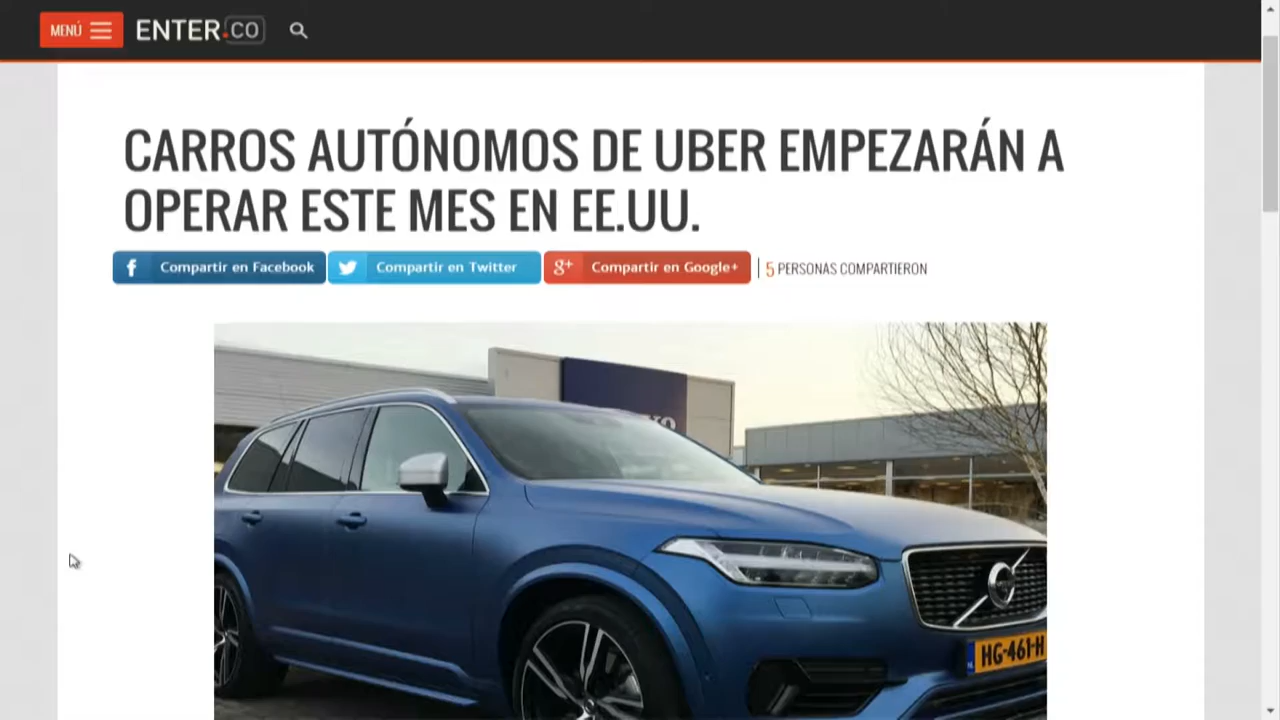 MENÚ
ENTER.CO
CARROS AUTÓNOMOS DE UBER EMPEZARÁN A
OPERAR ESTE MES EN EE.UU.
Compartir en Facebook
Compartir en Twitter
g+ Compartir en Google+
5 PERSONAS COMPARTIERON
NL
HG-461-H